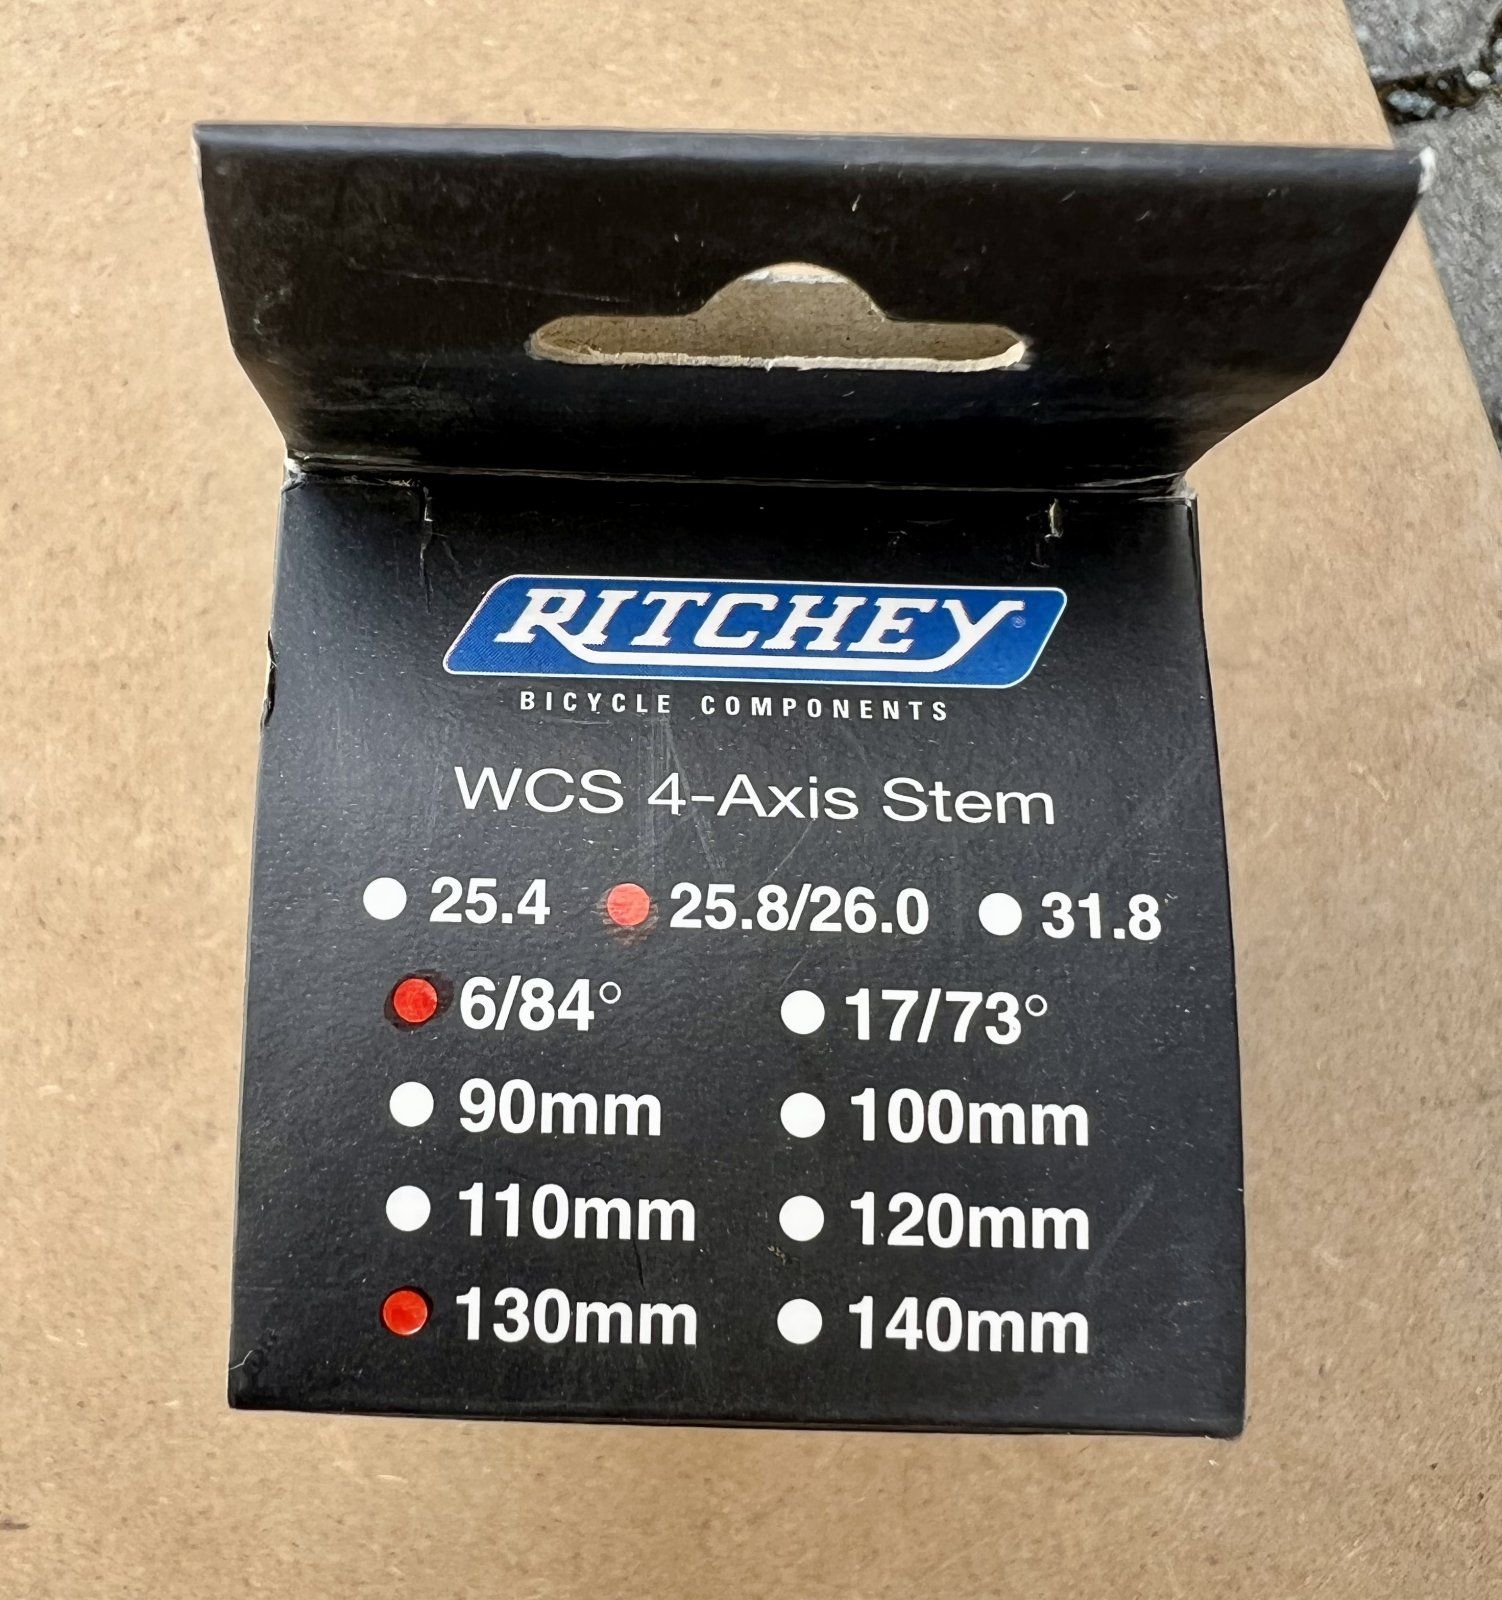 RITCHEY®
BICYCLE COMPONENTS
WCS 4-Axis Stem
25.4 25.8/26.0 31.8
6/84° 17/73°
90mm 100mm
110mm 120mm
130mm 140mm